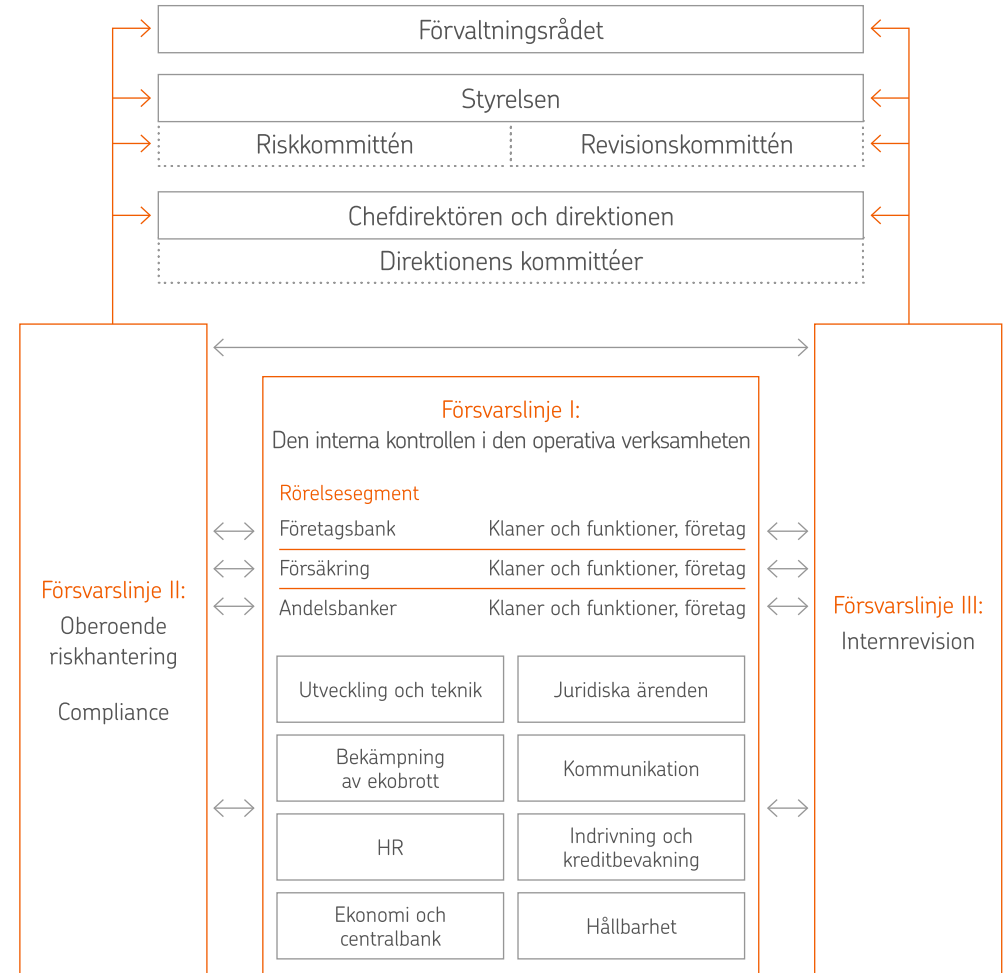 Förvaltningsrådet
Styrelsen
Riskkommittén
Revisionskommittén
Chefdirektören och direktionen
Direktionens kommittéer
Försvarslinje II:
Oberoende
riskhantering
Compliance
Försvarslinje I:
Den interna kontrollen i den operativa verksamheten
Rörelsesegment
Företagsbank Klaner och funktioner, företag
Försäkring Klaner och funktioner, företag
Andelsbanker Klaner och funktioner, företag
Utveckling och teknik
Juridiska ärenden
Bekämpning
av ekobrott
Kommunikation
HR
Indrivning och
kreditbevakning
Ekonomi och
centralbank
Hållbarhet
Försvarslinje III:
Internrevision